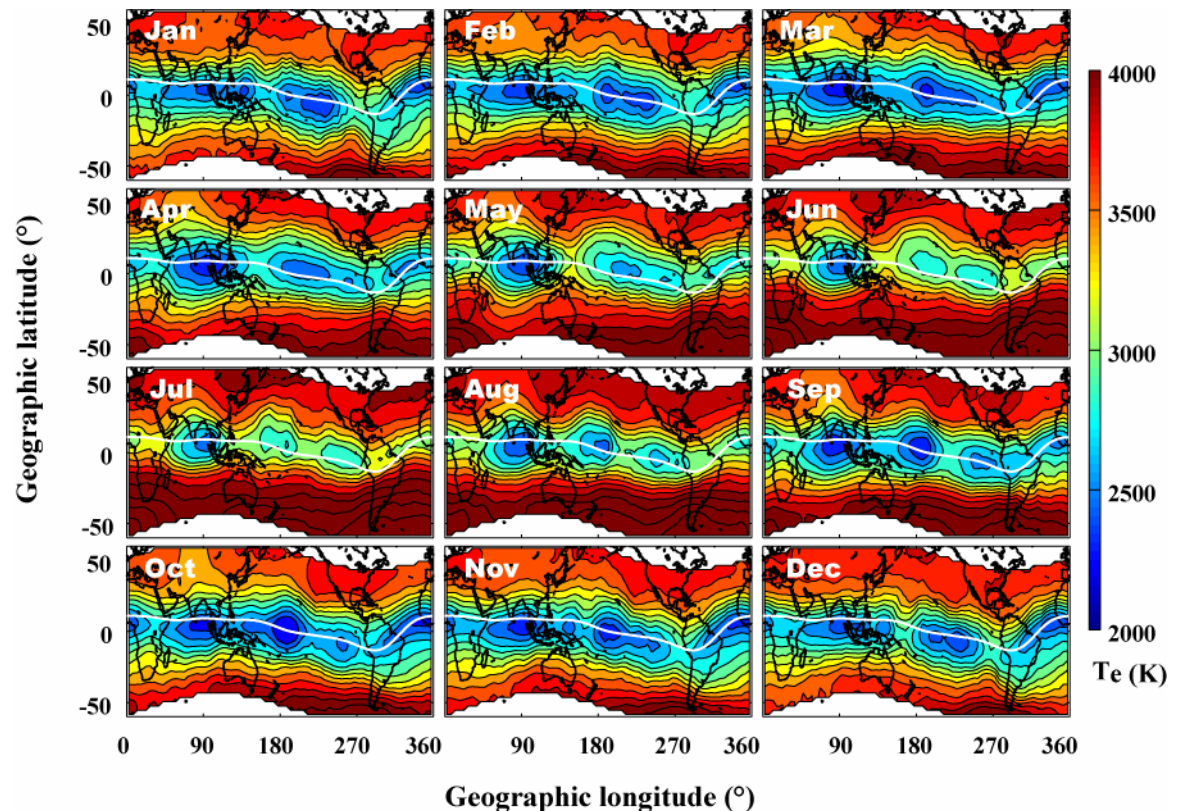 Jan Feb Mar
50
0
-50
Apr May Jun
50
0
-50
Jul Aug Sep
50
0
-50
Oct Nov Dec
50
0
-50
0 90 180 270 360 90 180 270 360 90 180 270 360
Geographic longitude (°)
Geographic latitude (°)
4000
3500
3000
2500
2000
Te (K)